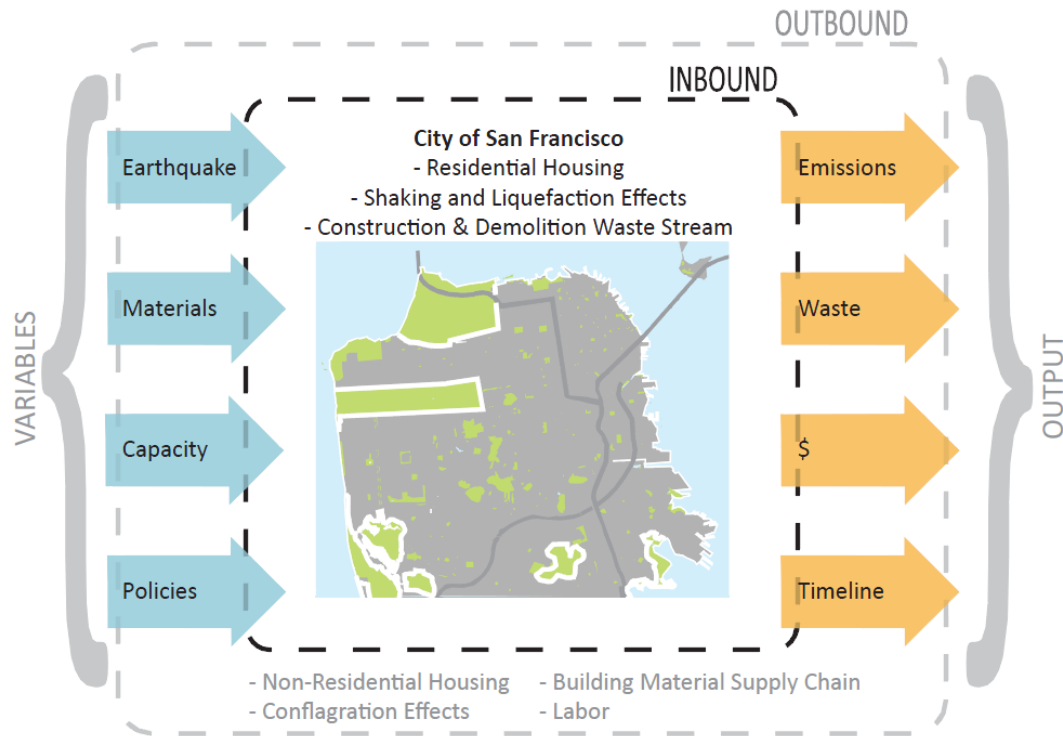 OUTBOUND
INBOUND
VARIABLES
Earthquake
Materials
Capacity
Policies
City of San Francisco
- Residential Housing
- Shaking and Liquefaction Effects
- Construction & Demolition Waste Stream
Emissions
Waste
$
Timeline
OUTPUT
- Non-Residential Housing
- Conflagration Effects
- Building Material Supply Chain
- Labor